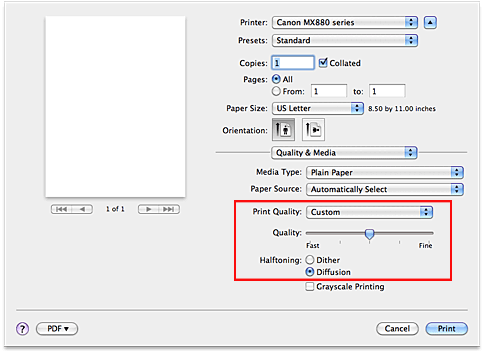 Printer: Canon MX880 series
Presets: Standard
Copies: 1 Collated
Pages: All
From: 1 to: 1
Paper Size: US Letter 8.50 by 11.00 inches
Orientation:
Quality & Media
Media Type: Plain Paper
Paper Source: Automatically Select
1 of 1
Print Quality: Custom
Quality:
Fast Fine
Halftoning: Dither
Diffusion
Grayscale Printing
? PDF Cancel Print